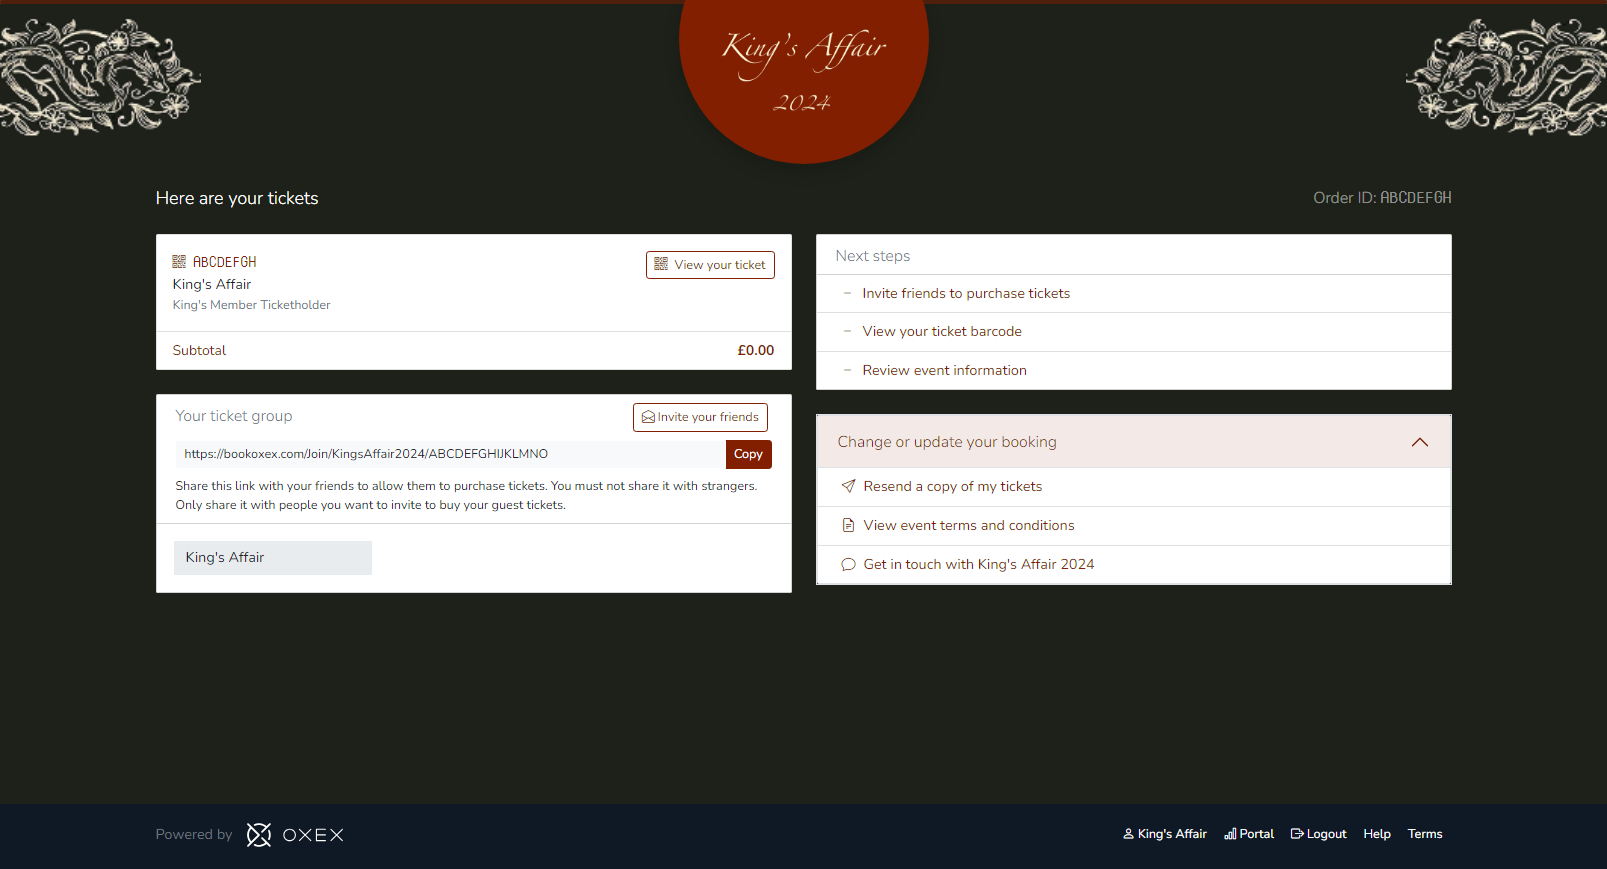 King's Affair
2024
Here are your tickets
Order ID: ABCDEFGH
ABCDEFGH
View your ticket
King's Affair
King's Member Ticketholder
Subtotal
£0.00
Your ticket group
Invite your friends
https://bookoxex.com/Join/KingsAffair2024/ABCDEFGHIJKLMNO
Copy
Share this link with your friends to allow them to purchase tickets. You must not share it with strangers.
Only share it with people you want to invite to buy your guest tickets.
King's Affair
Next steps
– Invite friends to purchase tickets
– View your ticket barcode
– Review event information
Change or update your booking
Resend a copy of my tickets
View event terms and conditions
Get in touch with King's Affair 2024
Powered by OXEX
King's Affair Portal Logout Help Terms